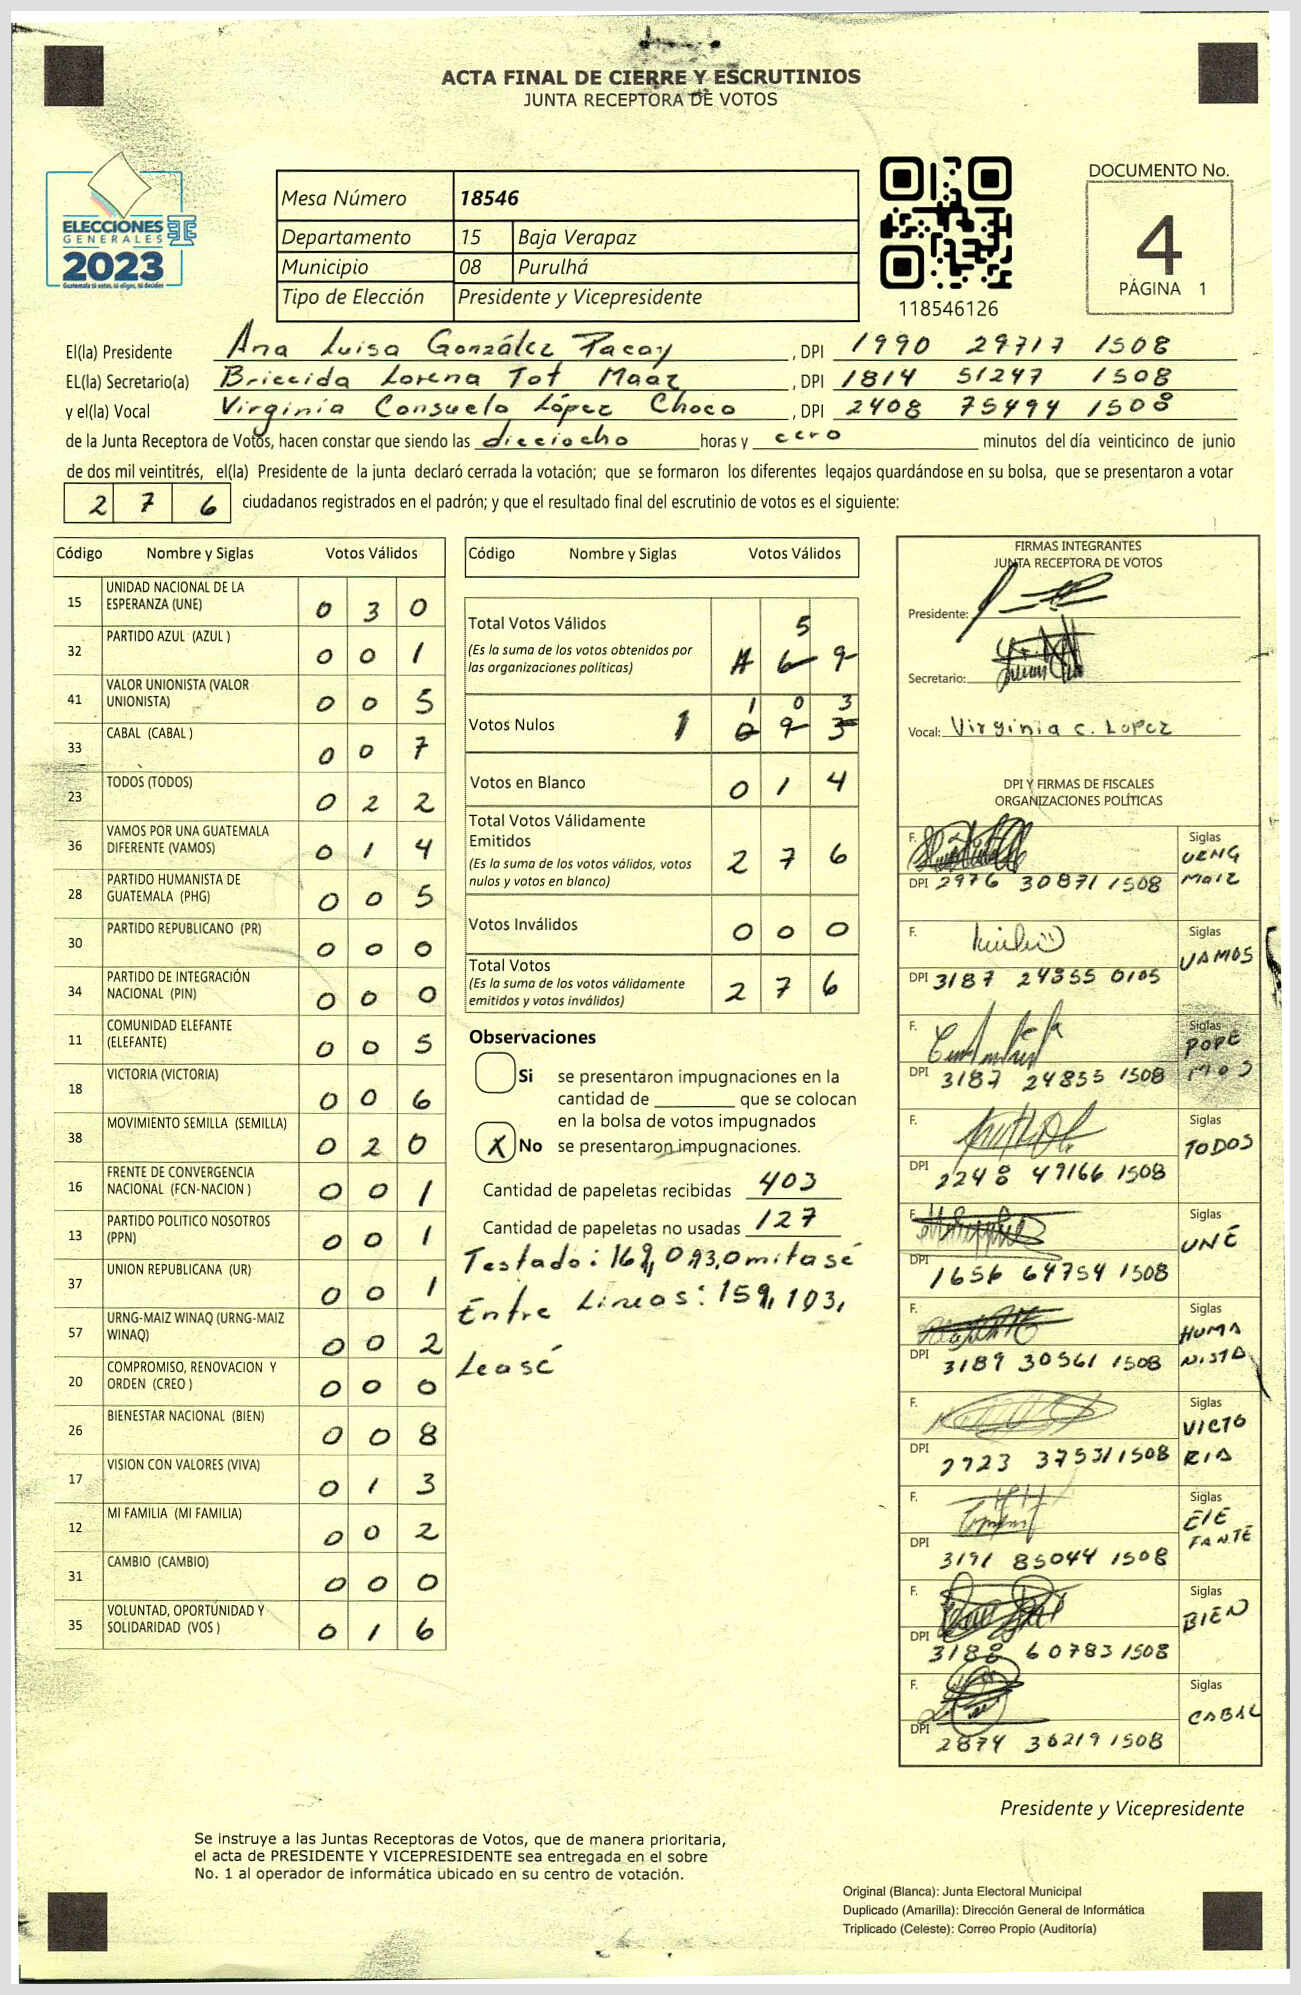 ACTA FINAL DE CIERRE Y ESCRUTINIOS
JUNTA RECEPTORA DE VOTOS
ELECCIONES
GENERALES
2023
Guatemala tú votas, tú eliges, tú decides
Mesa Número 18546
Departamento 15 Baja Verapaz
Municipio 08 Purulhá
Tipo de Elección Presidente y Vicepresidente
118546126
DOCUMENTO No.
4
PÁGINA 1
El(la) Presidente Ana Luisa González Pacay, DPI 1990 29717 1508
EL(la) Secretario(a) Briccida Lorena Tot Maaz, DPI 1814 51247 1508
y el(la) Vocal Virginia Consuelo López Choco, DPI 2408 75494 1508
de la Junta Receptora de Votos, hacen constar que siendo las dicciocho horas y cero minutos del día veinticinco de junio
de dos mil veintitrés, el(la) Presidente de la junta declaró cerrada la votación; que se formaron los diferentes legajos quardándose en su bolsa, que se presentaron a votar
2 7 6 ciudadanos registrados en el padrón; y que el resultado final del escrutinio de votos es el siguiente:
Código Nombre y Siglas Votos Válidos
15 UNIDAD NACIONAL DE LA ESPERANZA (UNE) 0 3 0
32 PARTIDO AZUL (AZUL ) 0 0 1
41 VALOR UNIONISTA (VALOR UNIONISTA) 0 0 5
33 CABAL (CABAL ) 0 0 7
23 TODOS (TODOS) 0 2 2
36 VAMOS POR UNA GUATEMALA DIFERENTE (VAMOS) 0 1 4
28 PARTIDO HUMANISTA DE GUATEMALA (PHG) 0 0 5
30 PARTIDO REPUBLICANO (PR) 0 0 0
34 PARTIDO DE INTEGRACIÓN NACIONAL (PIN) 0 0 0
11 COMUNIDAD ELEFANTE (ELEFANTE) 0 0 5
18 VICTORIA (VICTORIA) 0 0 6
38 MOVIMIENTO SEMILLA (SEMILLA) 0 2 0
16 FRENTE DE CONVERGENCIA NACIONAL (FCN-NACION ) 0 0 1
13 PARTIDO POLITICO NOSOTROS (PPN) 0 0 1
37 UNION REPUBLICANA (UR) 0 0 1
57 URNG-MAIZ WINAQ (URNG-MAIZ WINAQ) 0 0 2
20 COMPROMISO, RENOVACION Y ORDEN (CREO ) 0 0 0
26 BIENESTAR NACIONAL (BIEN) 0 0 8
17 VISION CON VALORES (VIVA) 0 1 3
12 MI FAMILIA (MI FAMILIA) 0 0 2
31 CAMBIO (CAMBIO) 0 0 0
35 VOLUNTAD, OPORTUNIDAD Y SOLIDARIDAD (VOS ) 0 1 6
Código Nombre y Siglas Votos Válidos
Total Votos Válidos 5
(Es la suma de los votos obtenidos por las organizaciones políticas) 1 6 9
1 0 3
Votos Nulos 1 0 9 3
Votos en Blanco 0 1 4
Total Votos Válidamente Emitidos
(Es la suma de los votos válidos, votos nulos y votos en blanco) 2 7 6
Votos Inválidos 0 0 0
Total Votos
(Es la suma de los votos válidamente emitidos y votos inválidos) 2 7 6
Observaciones
Si se presentaron impugnaciones en la
cantidad de ________ que se colocan
en la bolsa de votos impugnados
X No se presentaron impugnaciones.
Cantidad de papeletas recibidas 403
Cantidad de papeletas no usadas 127
Testado: 169, 093, Omitasé
Entre Lineas: 159, 103,
Leasé
FIRMAS INTEGRANTES
JUNTA RECEPTORA DE VOTOS
Presidente:
Secretario:
Vocal: Virginia C. Lopez
DPI Y FIRMAS DE FISCALES
ORGANIZACIONES POLÍTICAS
F. Siglas URNG MAIZ
DPI 2976 30871 1508
F. Siglas VAMOS
DPI 3187 24355 0105
F. Siglas POPE
DPI 3187 24855 1508
F. Siglas TODOS
DPI 2248 49166 1508
F. Siglas UNE
DPI 1656 64754 1508
F. Siglas HUMANISTA
DPI 3189 30561 1508
F. Siglas VICTORIA
DPI 2923 37531 1508
F. Siglas ELEFANTE
DPI 3191 85044 1508
F. Siglas BIEN
DPI 3188 60783 1508
F. Siglas CABAL
DPI 2874 30219 1508
Presidente y Vicepresidente
Se instruye a las Juntas Receptoras de Votos, que de manera prioritaria,
el acta de PRESIDENTE Y VICEPRESIDENTE sea entregada en el sobre
No. 1 al operador de informática ubicado en su centro de votación.
Original (Blanca): Junta Electoral Municipal
Duplicado (Amarilla): Dirección General de Informática
Triplicado (Celeste): Correo Propio (Auditoría)